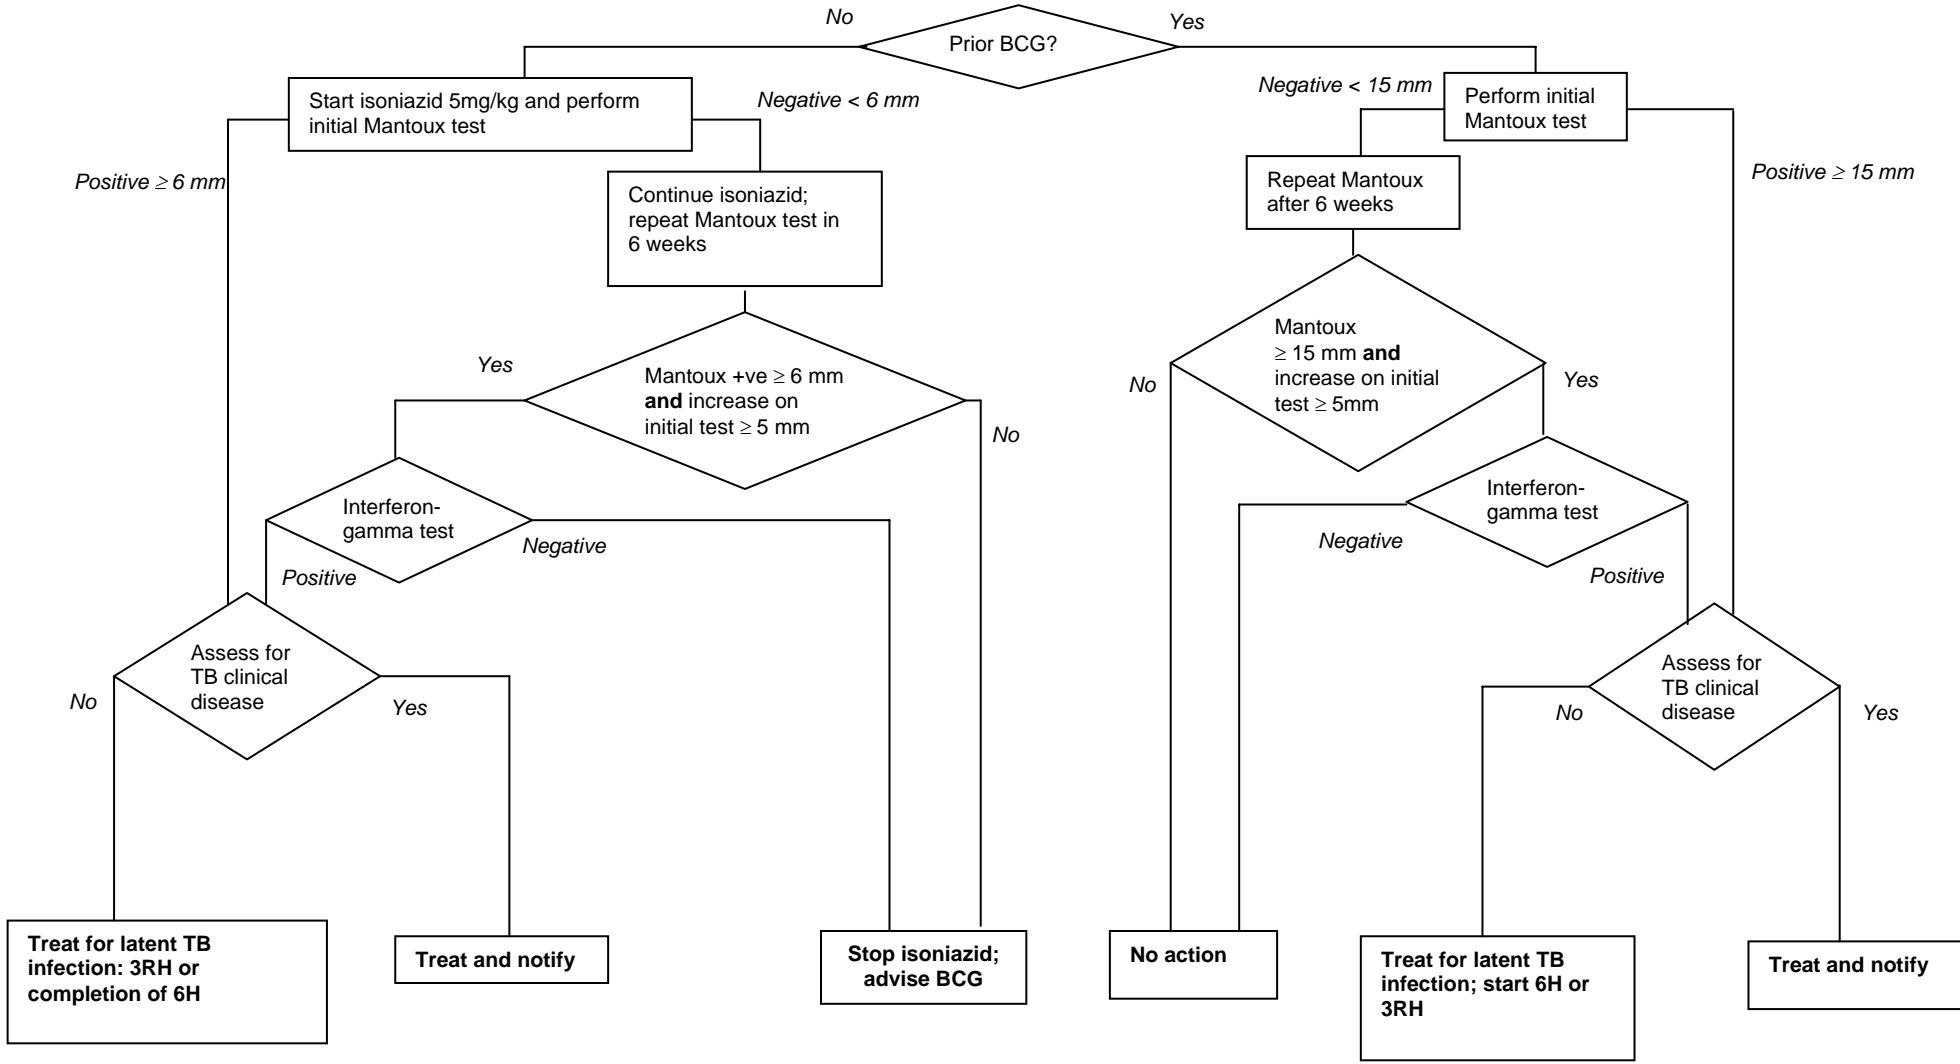 No
Prior BCG?
Yes
Start isoniazid 5mg/kg and perform
initial Mantoux test
Negative < 6 mm
Negative < 15 mm
Perform initial
Mantoux test
Positive ≥ 6 mm
Positive ≥ 15 mm
Continue isoniazid;
repeat Mantoux test in
6 weeks
Repeat Mantoux
after 6 weeks
Yes
Mantoux +ve ≥ 6 mm
and increase on
initial test ≥ 5 mm
No
Mantoux
≥ 15 mm and
increase on initial
test ≥ 5mm
No
Yes
Interferon-
gamma test
Negative
Positive
Interferon-
gamma test
Negative
Positive
Assess for
TB clinical
disease
No
Yes
Assess for
TB clinical
disease
No
Yes
Treat for latent TB
infection: 3RH or
completion of 6H
Treat and notify
Stop isoniazid;
advise BCG
No action
Treat for latent TB
infection; start 6H or
3RH
Treat and notify